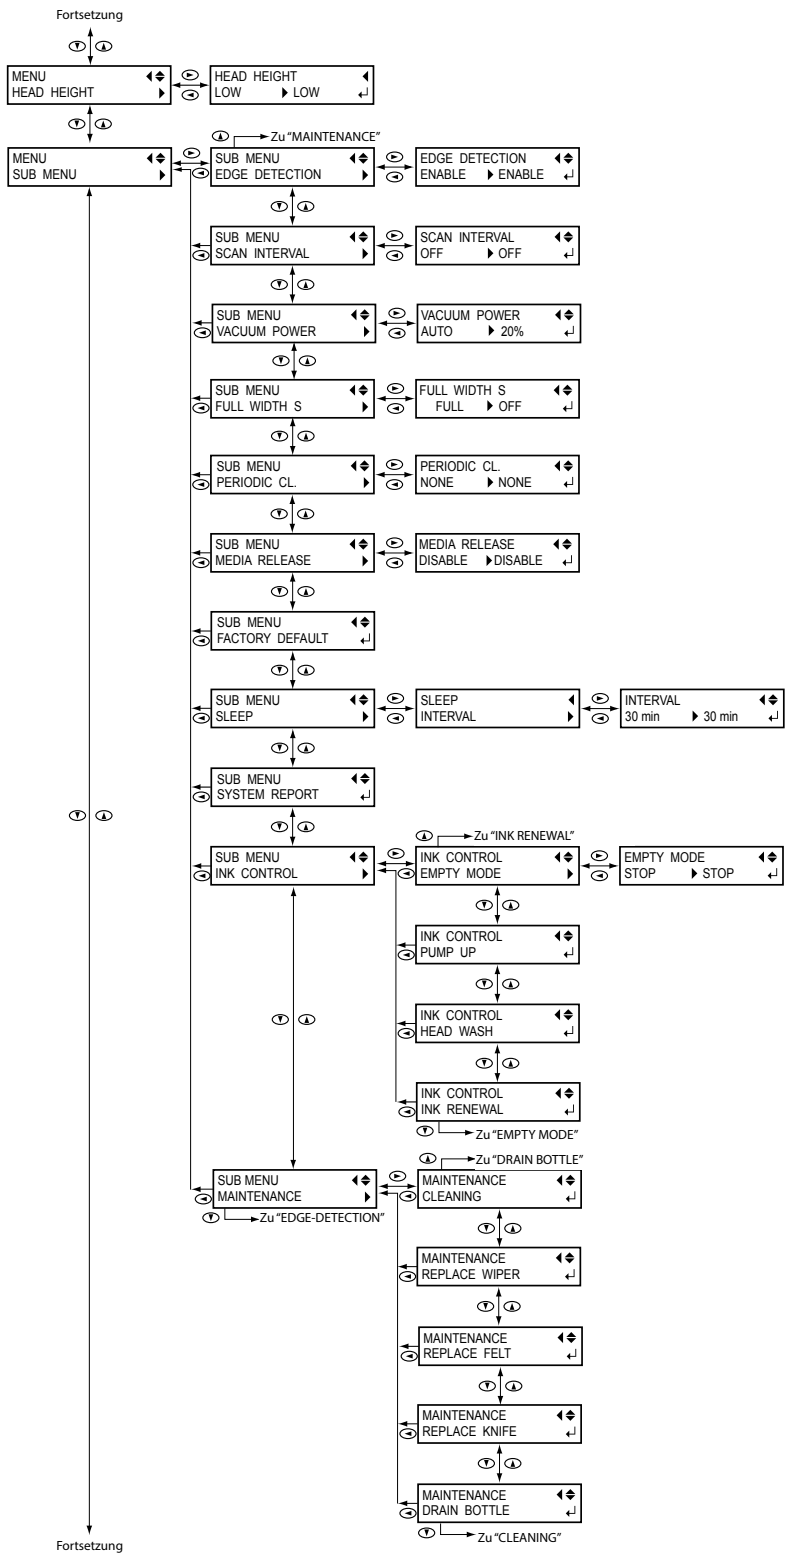 Fortsetzung
MENU
HEAD HEIGHT
HEAD HEIGHT
LOW LOW
Zu "MAINTENANCE"
MENU
SUB MENU
SUB MENU
EDGE DETECTION
EDGE DETECTION
ENABLE ENABLE
SUB MENU
SCAN INTERVAL
SCAN INTERVAL
OFF OFF
SUB MENU
VACUUM POWER
VACUUM POWER
AUTO 20%
SUB MENU
FULL WIDTH S
FULL WIDTH S
FULL OFF
SUB MENU
PERIODIC CL.
PERIODIC CL.
NONE NONE
SUB MENU
MEDIA RELEASE
MEDIA RELEASE
DISABLE DISABLE
SUB MENU
FACTORY DEFAULT
SUB MENU
SLEEP
SLEEP
INTERVAL
INTERVAL
30 min 30 min
SUB MENU
SYSTEM REPORT
Zu "INK RENEWAL"
SUB MENU
INK CONTROL
INK CONTROL
EMPTY MODE
EMPTY MODE
STOP STOP
INK CONTROL
PUMP UP
INK CONTROL
HEAD WASH
INK CONTROL
INK RENEWAL
Zu "EMPTY MODE"
Zu "DRAIN BOTTLE"
SUB MENU
MAINTENANCE
Zu "EDGE-DETECTION"
MAINTENANCE
CLEANING
MAINTENANCE
REPLACE WIPER
MAINTENANCE
REPLACE FELT
MAINTENANCE
REPLACE KNIFE
MAINTENANCE
DRAIN BOTTLE
Zu "CLEANING"
Fortsetzung